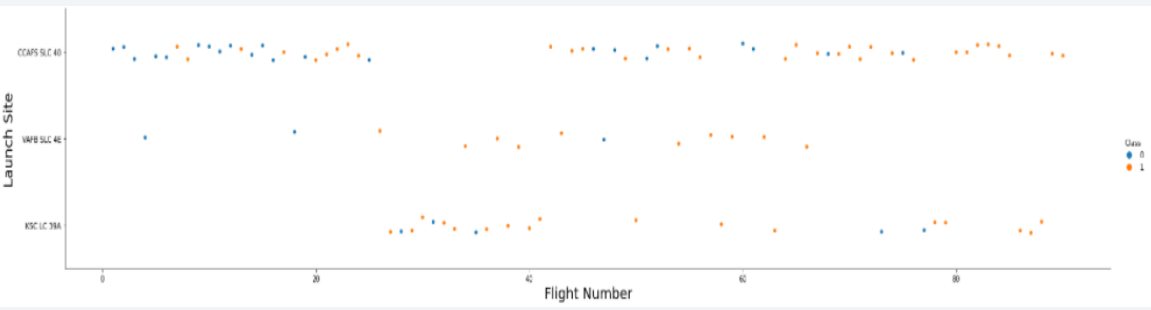 Launch Site
CCAFS SLC 40
VAFB SLC 4E
KSC LC 39A
0
20
40
60
80
Flight Number
Class
0
1